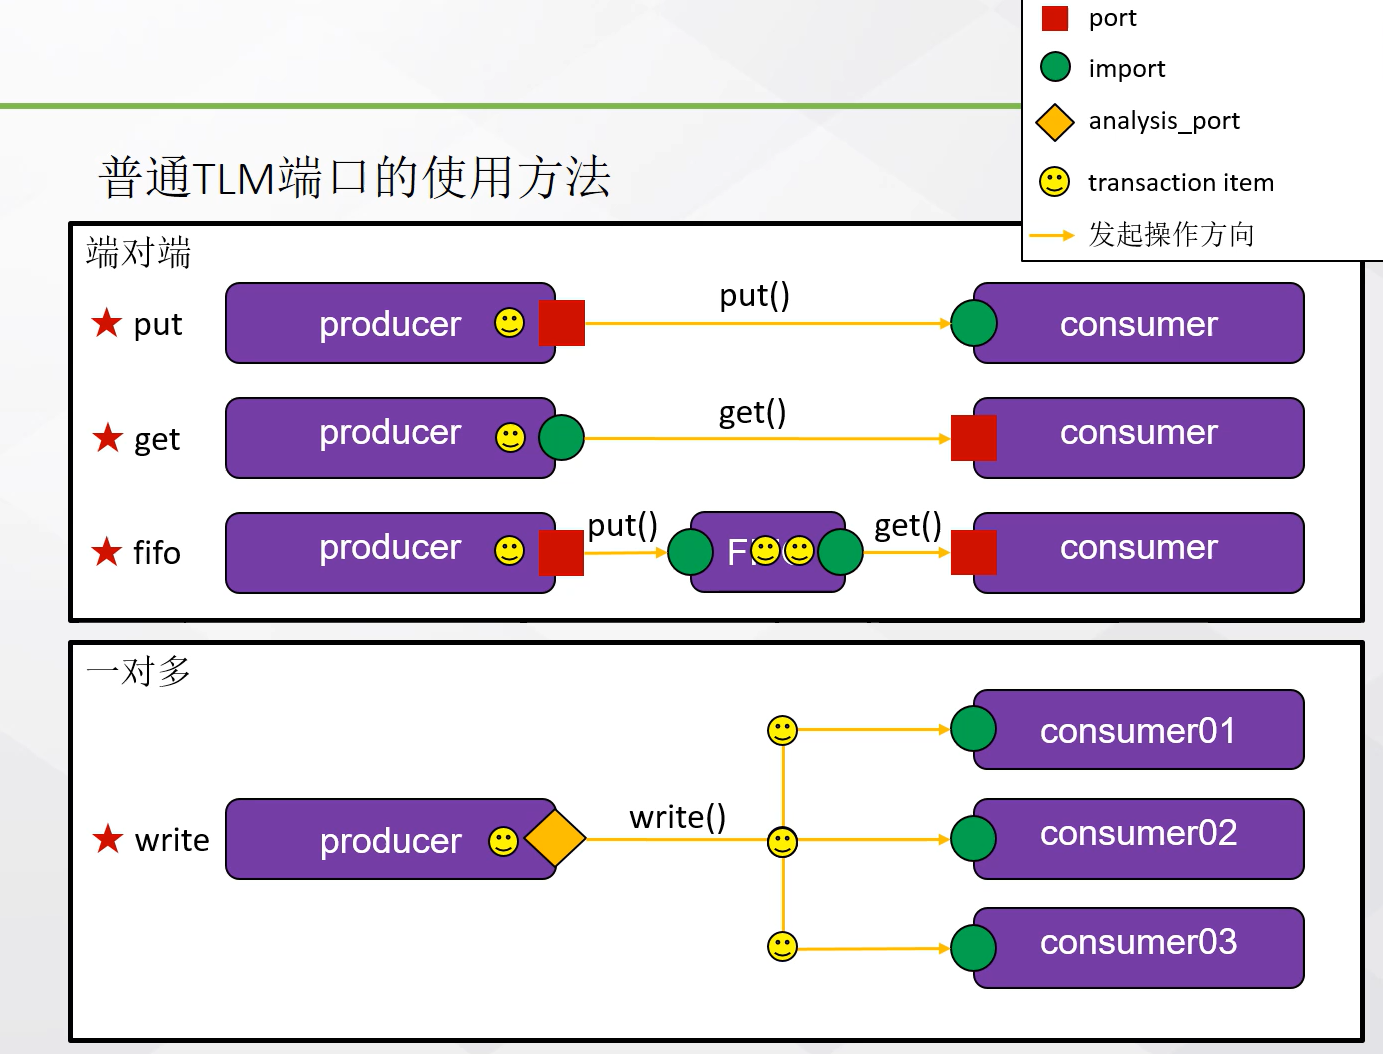 port
import
analysis_port
transaction item
发起操作方向
普通TLM端口的使用方法
端对端
put
producer
put()
consumer
get
producer
get()
consumer
fifo
producer
put()
get()
consumer
一对多
write
producer
write()
consumer01
consumer02
consumer03